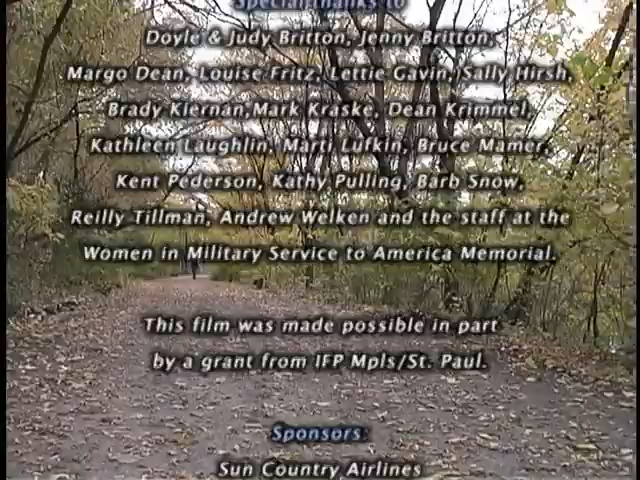 Special thanks to
Doyle & Judy Britton, Jenny Britton,
Margo Dean, Louise Fritz, Lettie Gavin, Sally Hirsh,
Brady Kiernan,Mark Kraske, Dean Krimmel,
Kathleen Laughlin, Marti Lufkin, Bruce Mamer,
Kent Pederson, Kathy Pulling, Barb Snow,
Reilly Tillman, Andrew Welken and the staff at the
Women in Military Service to America Memorial.
This film was made possible in part
by a grant from IFP Mpls/St. Paul.
Sponsors:
Sun Country Airlines